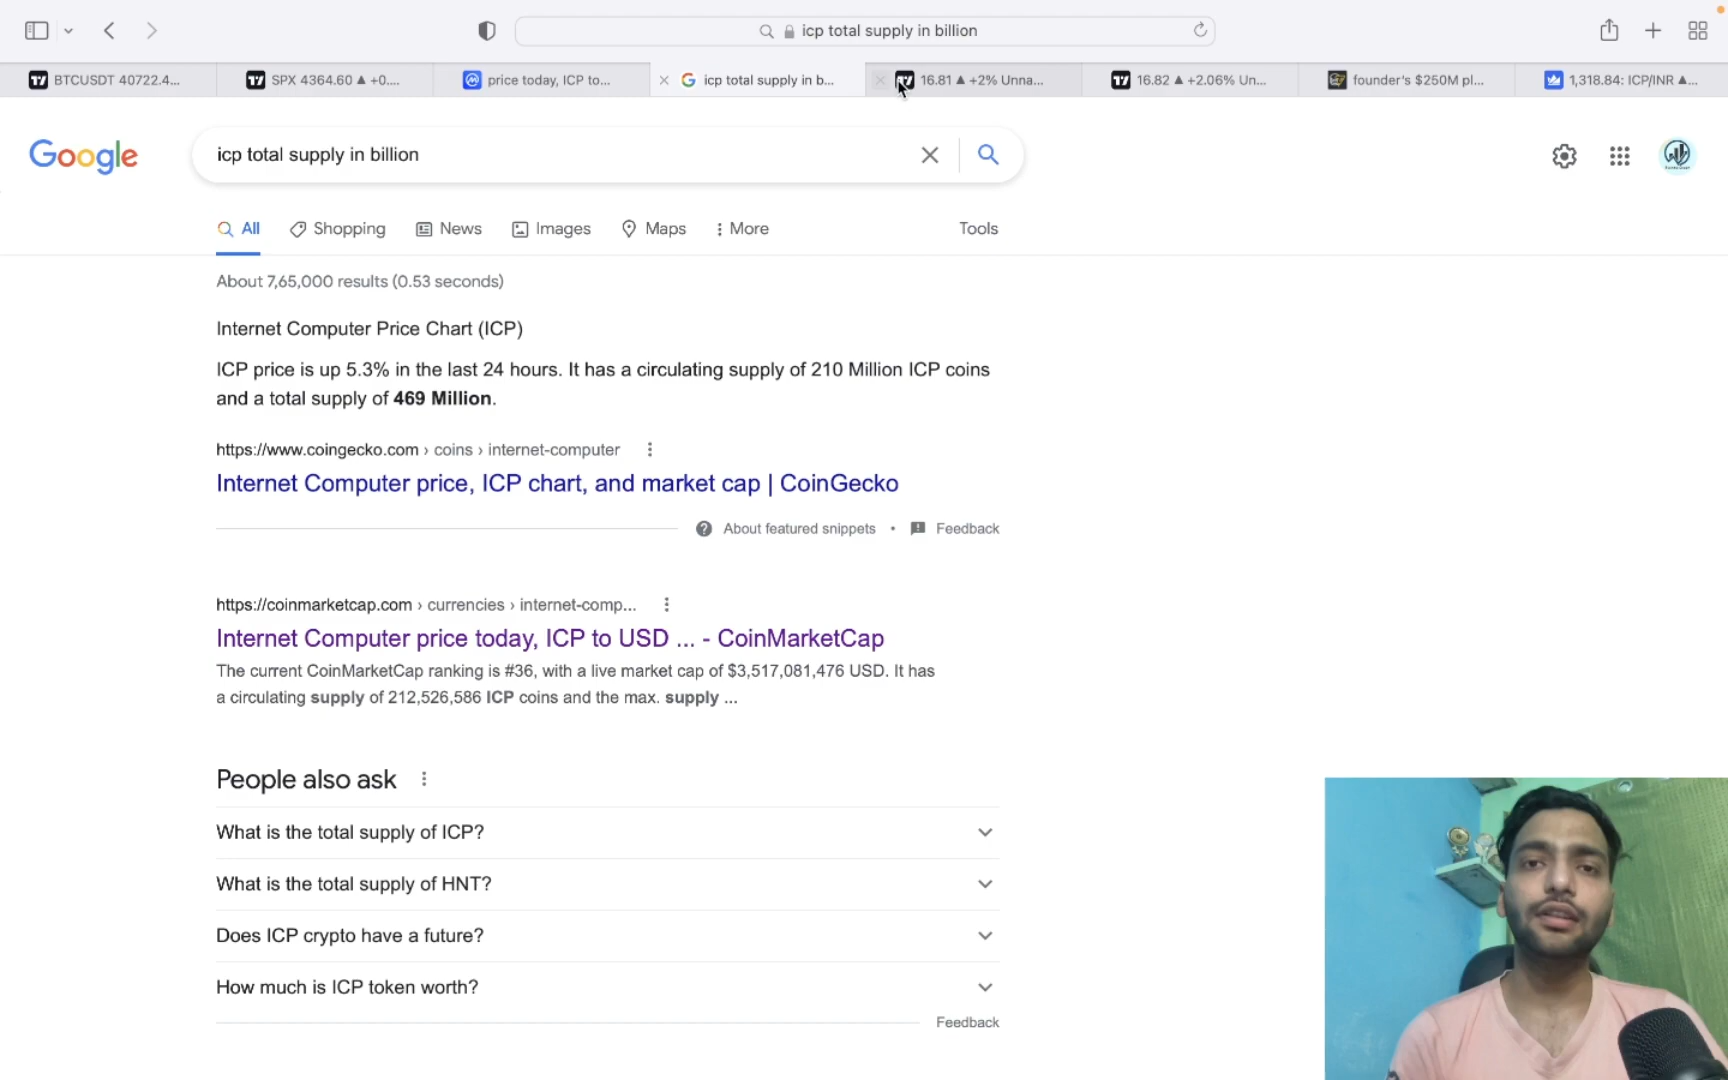 icp total supply in billion
BTCUSDT 40722.4...
SPX 4364.60 ▲ +0....
price today, ICP to...
icp total supply in b...
16.81 ▲ +2% Unna...
16.82 ▲ +2.06% Un...
founder's $250M pl...
1,318.84: ICP/INR ▲...
Google
icp total supply in billion
All
Shopping
News
Images
Maps
More
Tools
About 7,65,000 results (0.53 seconds)
Internet Computer Price Chart (ICP)
ICP price is up 5.3% in the last 24 hours. It has a circulating supply of 210 Million ICP coins
and a total supply of 469 Million.
https://www.coingecko.com › coins › internet-computer
Internet Computer price, ICP chart, and market cap | CoinGecko
About featured snippets • Feedback
https://coinmarketcap.com › currencies › internet-comp...
Internet Computer price today, ICP to USD ... - CoinMarketCap
The current CoinMarketCap ranking is #36, with a live market cap of $3,517,081,476 USD. It has
a circulating supply of 212,526,586 ICP coins and the max. supply ...
People also ask
What is the total supply of ICP?
What is the total supply of HNT?
Does ICP crypto have a future?
How much is ICP token worth?
Feedback